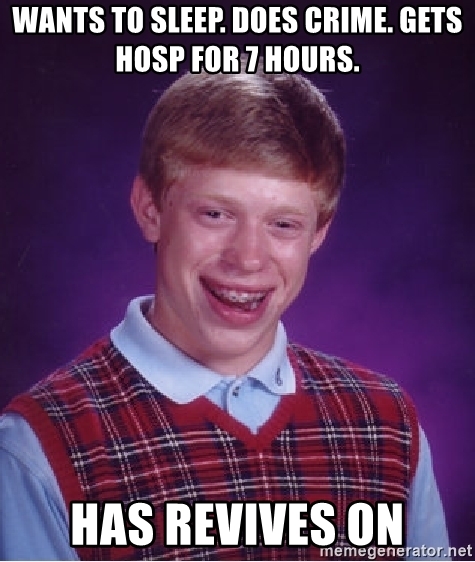 WANTS TO SLEEP. DOES CRIME. GETS
HOSP FOR 7 HOURS.
HAS REVIVES ON
memegenerator.net